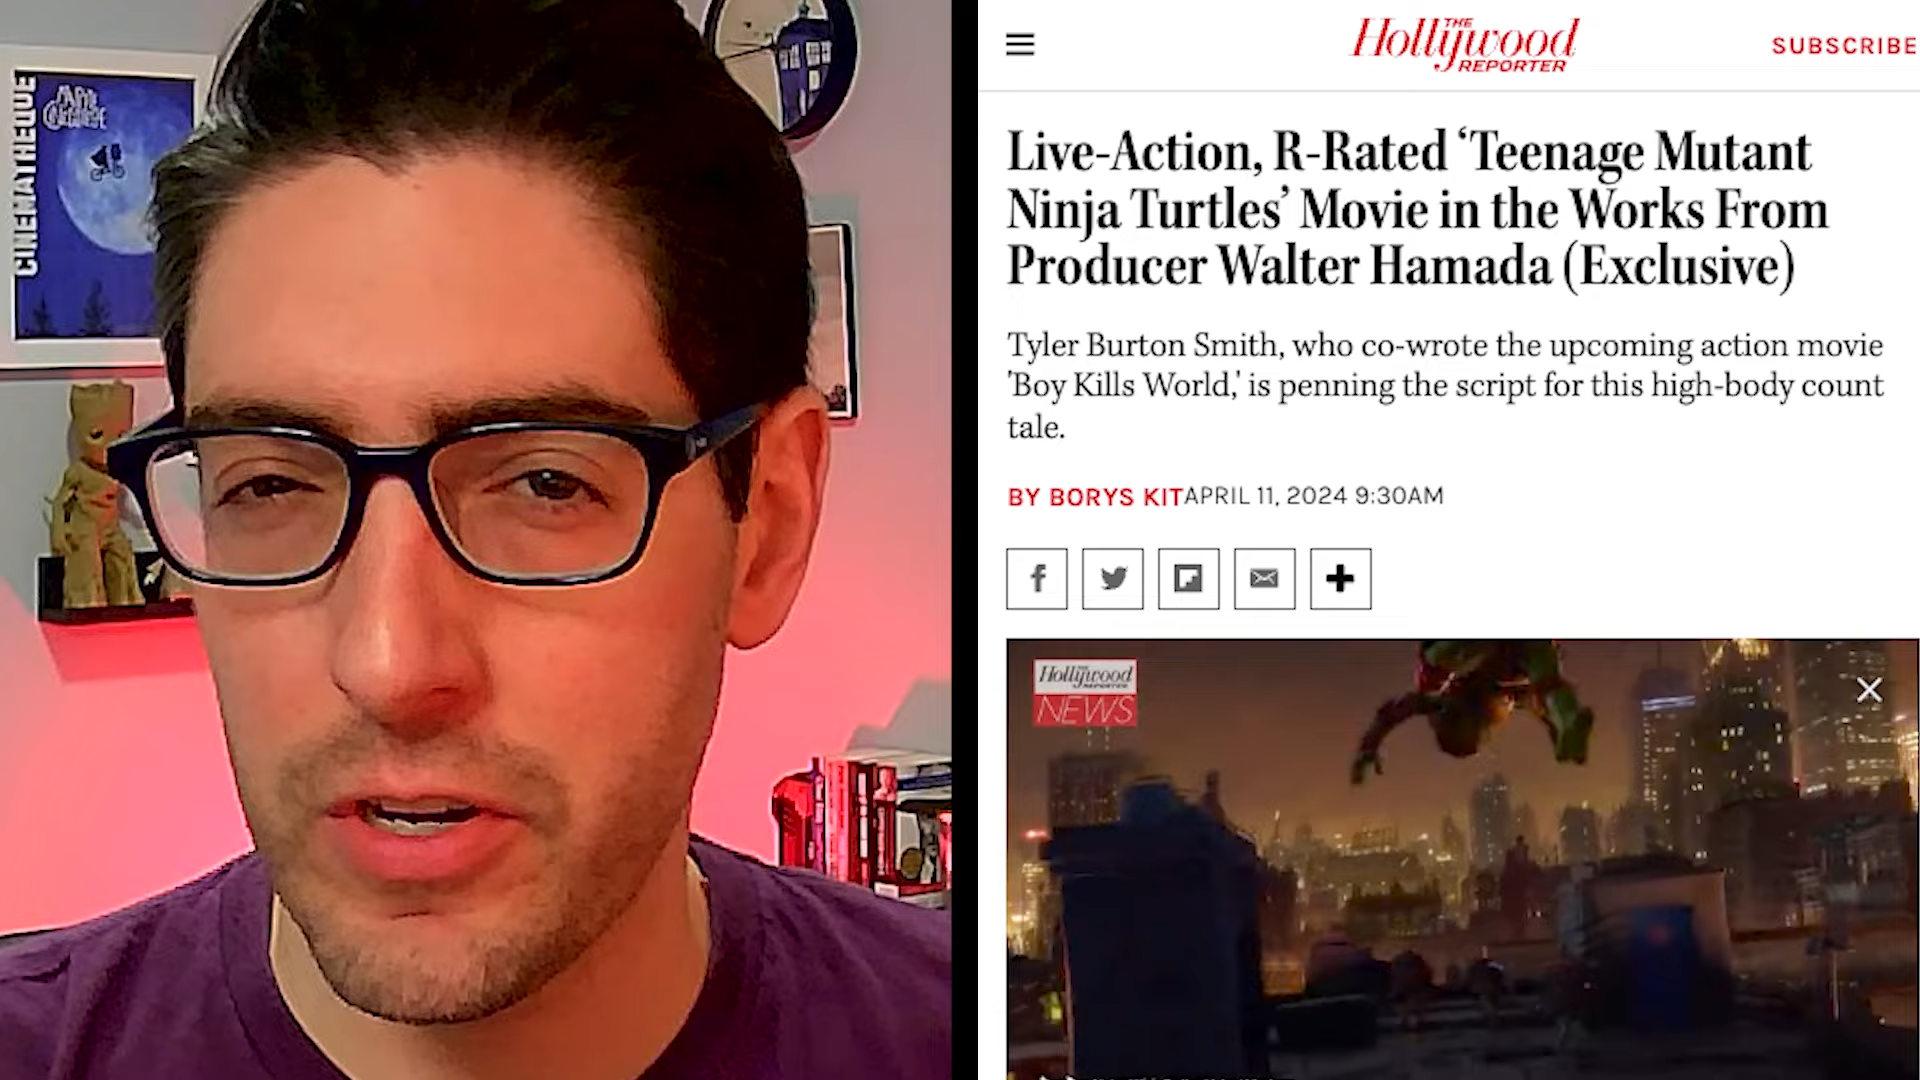 CINEMATHEQUE
THE
Hollywood
REPORTER
SUBSCRIBE
Live-Action, R-Rated ‘Teenage Mutant
Ninja Turtles’ Movie in the Works From
Producer Walter Hamada (Exclusive)
Tyler Burton Smith, who co-wrote the upcoming action movie
'Boy Kills World,' is penning the script for this high-body count
tale.
BY BORYS KIT APRIL 11, 2024 9:30AM
Hollywood
REPORTER
NEWS